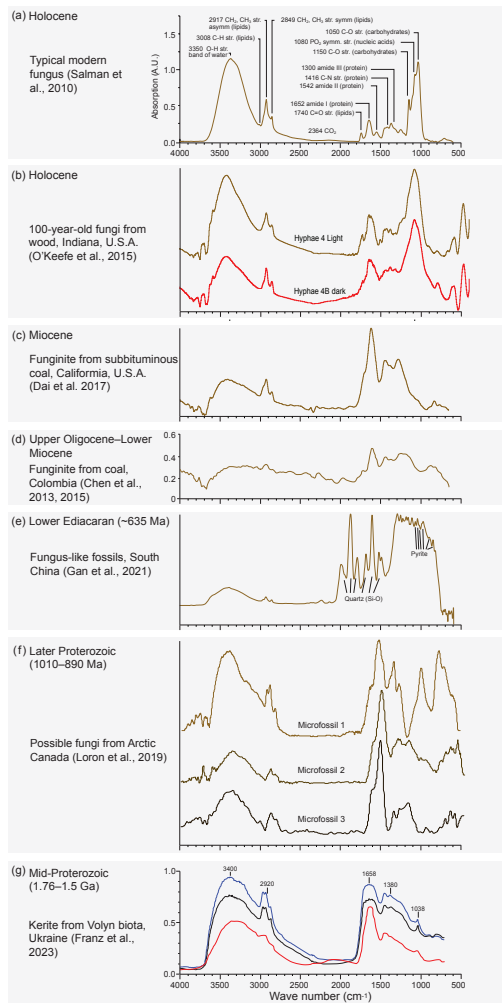 (a) Holocene
Typical modern
fungus (Salman
et al., 2010)
Absorption (A.U.)
1.5
1.0
0.5
0.0
2917 CH₂, CH₃ str.
asymm (lipids)
2849 CH₂, CH₃ str. symm (lipids)
3008 C-H str. (lipids)
3350 O-H str.
band of water
1050 C-O str. (carbohydrates)
1080 PO₂ symm. str. (nucleic acids)
1150 C-O str. (carbohydrates)
1300 amide III (protein)
1416 C-N str. (protein)
1542 amide II (protein)
1652 amide I (protein)
1740 C=O str. (lipids)
2364 CO₂
4000 3500 3000 2500 2000 1500 1000 500
(b) Holocene
100-year-old fungi from
wood, Indiana, U.S.A.
(O'Keefe et al., 2015)
Hyphae 4 Light
Hyphae 4B dark
(c) Miocene
Funginite from subbituminous
coal, California, U.S.A.
(Dai et al. 2017)
(d) Upper Oligocene–Lower
Miocene
Funginite from coal,
Colombia (Chen et al.,
2013, 2015)
0.6
0.4
0.2
0.0
(e) Lower Ediacaran (~635 Ma)
Fungus-like fossils, South
China (Gan et al., 2021)
Quartz (Si-O)
Pyrite
(f) Later Proterozoic
(1010–890 Ma)
Possible fungi from Arctic
Canada (Loron et al., 2019)
Microfossil 1
Microfossil 2
Microfossil 3
(g) Mid-Proterozoic
(1.76–1.5 Ga)
Kerite from Volyn biota,
Ukraine (Franz et al.,
2023)
1.0
0.5
0.0
3400
2920
1658
1380
1038
4000 3500 3000 2500 2000 1500 1000 500
Wave number (cm⁻¹)